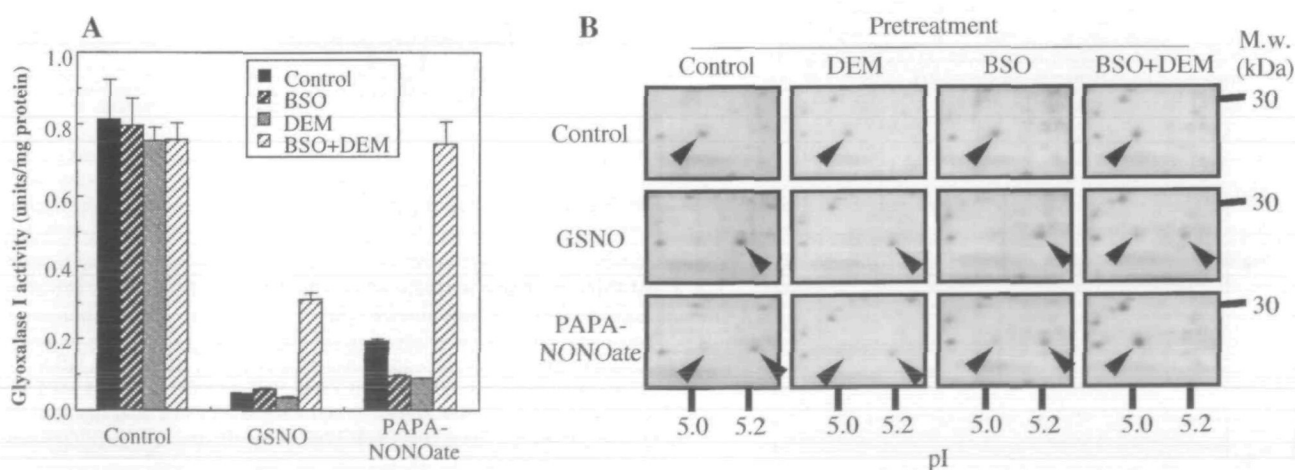 A
Glyoxalase I activity (units/mg protein)
1.0
0.8
0.6
0.4
0.2
0.0
Control
BSO
DEM
BSO+DEM
Control
GSNO
PAPA-
NONOate
B
Pretreatment
M.w.
(kDa)
Control
DEM
BSO
BSO+DEM
30
Control
30
GSNO
30
PAPA-
NONOate
5.0
5.2
5.0
5.2
5.0
5.2
5.0
5.2
pI